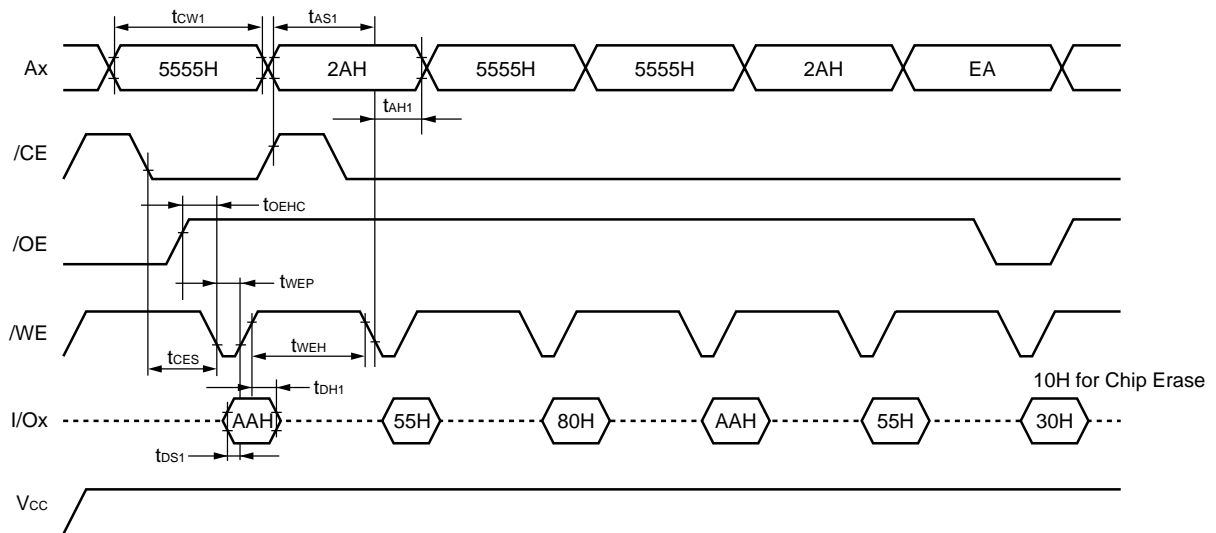 tCW1 tAS1
Ax 5555H 2AH 5555H 5555H 2AH EA
tAH1
/CE
tOEHC
/OE
tWEP
/WE
tWEH
tCES
10H for Chip Erase
tDH1
I/Ox AAH 55H 80H AAH 55H 30H
tDS1
VCC